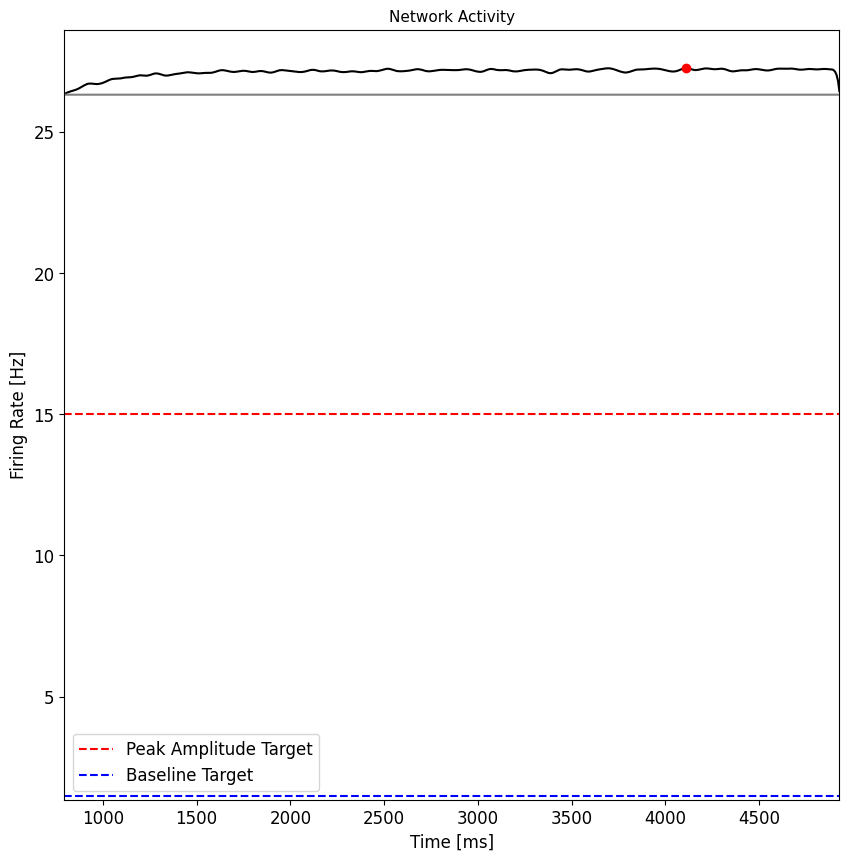 Network Activity
Firing Rate [Hz]
25
20
15
10
5
Peak Amplitude Target
Baseline Target
1000 1500 2000 2500 3000 3500 4000 4500
Time [ms]